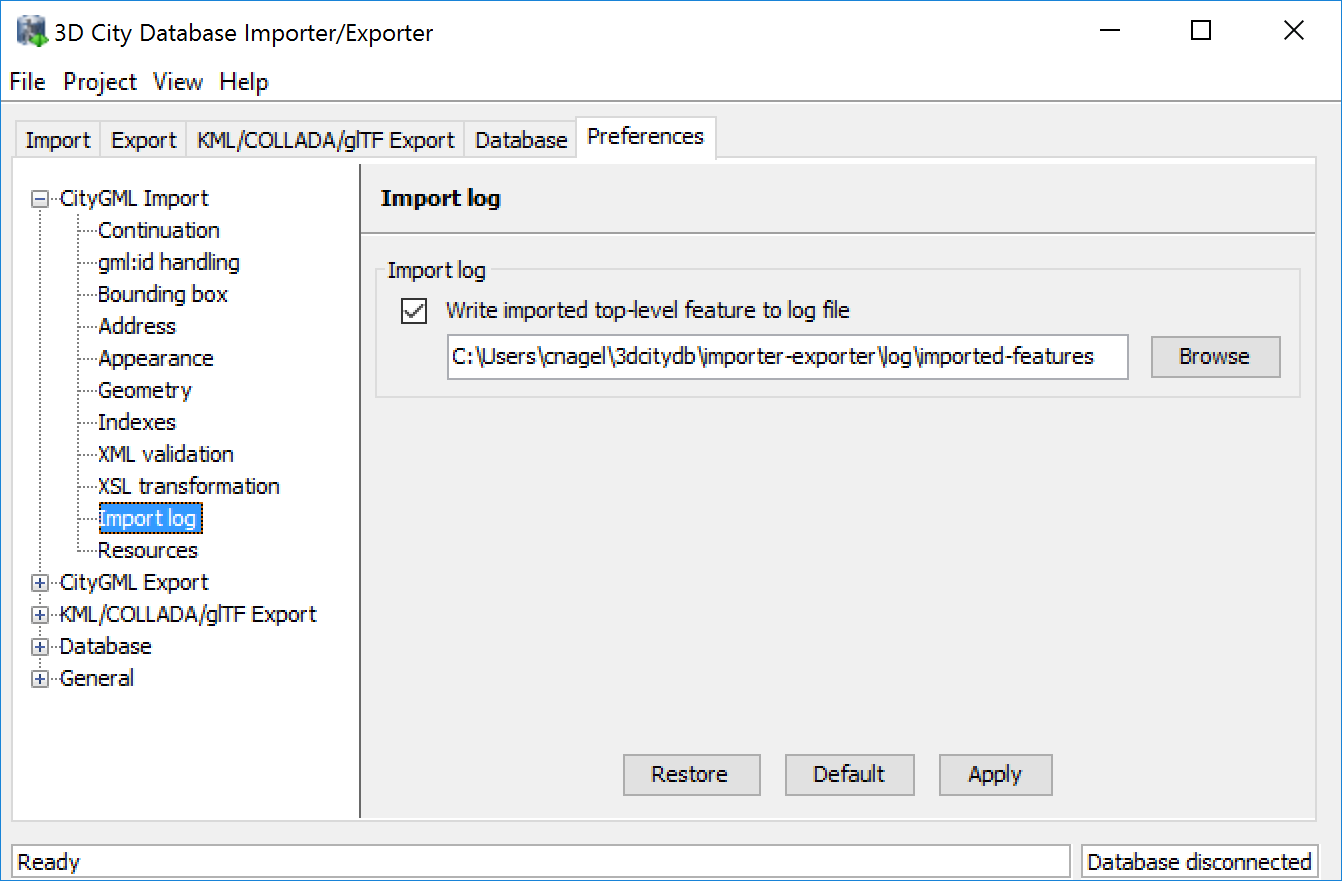 3D City Database Importer/Exporter
File Project View Help
Import Export KML/COLLADA/glTF Export Database Preferences
CityGML Import
Continuation
gml:id handling
Bounding box
Address
Appearance
Geometry
Indexes
XML validation
XSL transformation
Import log
Resources
CityGML Export
KML/COLLADA/glTF Export
Database
General
Import log
Import log
Write imported top-level feature to log file
C:\Users\cnagel\3dcitydb\importer-exporter\log\imported-features Browse
Restore Default Apply
Ready Database disconnected